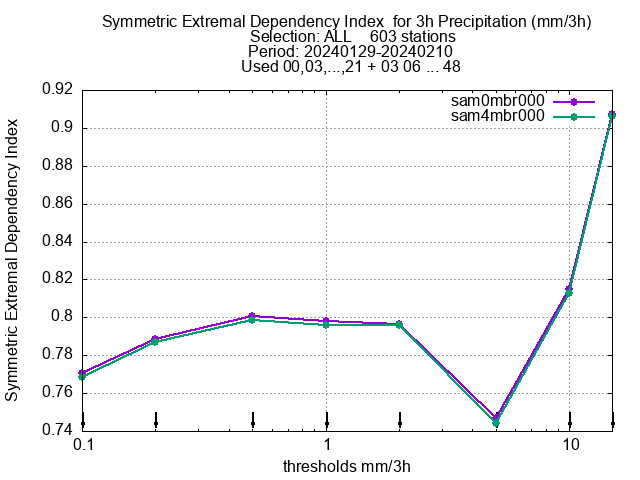 Symmetric Extremal Dependency Index  for 3h Precipitation (mm/3h)
Selection: ALL    603 stations
Period: 20240129-20240210
Used 00,03,...,21 + 03 06 ... 48
sam0mbr000
sam4mbr000
Symmetric Extremal Dependency Index
0.92
0.9
0.88
0.86
0.84
0.82
0.8
0.78
0.76
0.74
0.1 1 10
thresholds mm/3h